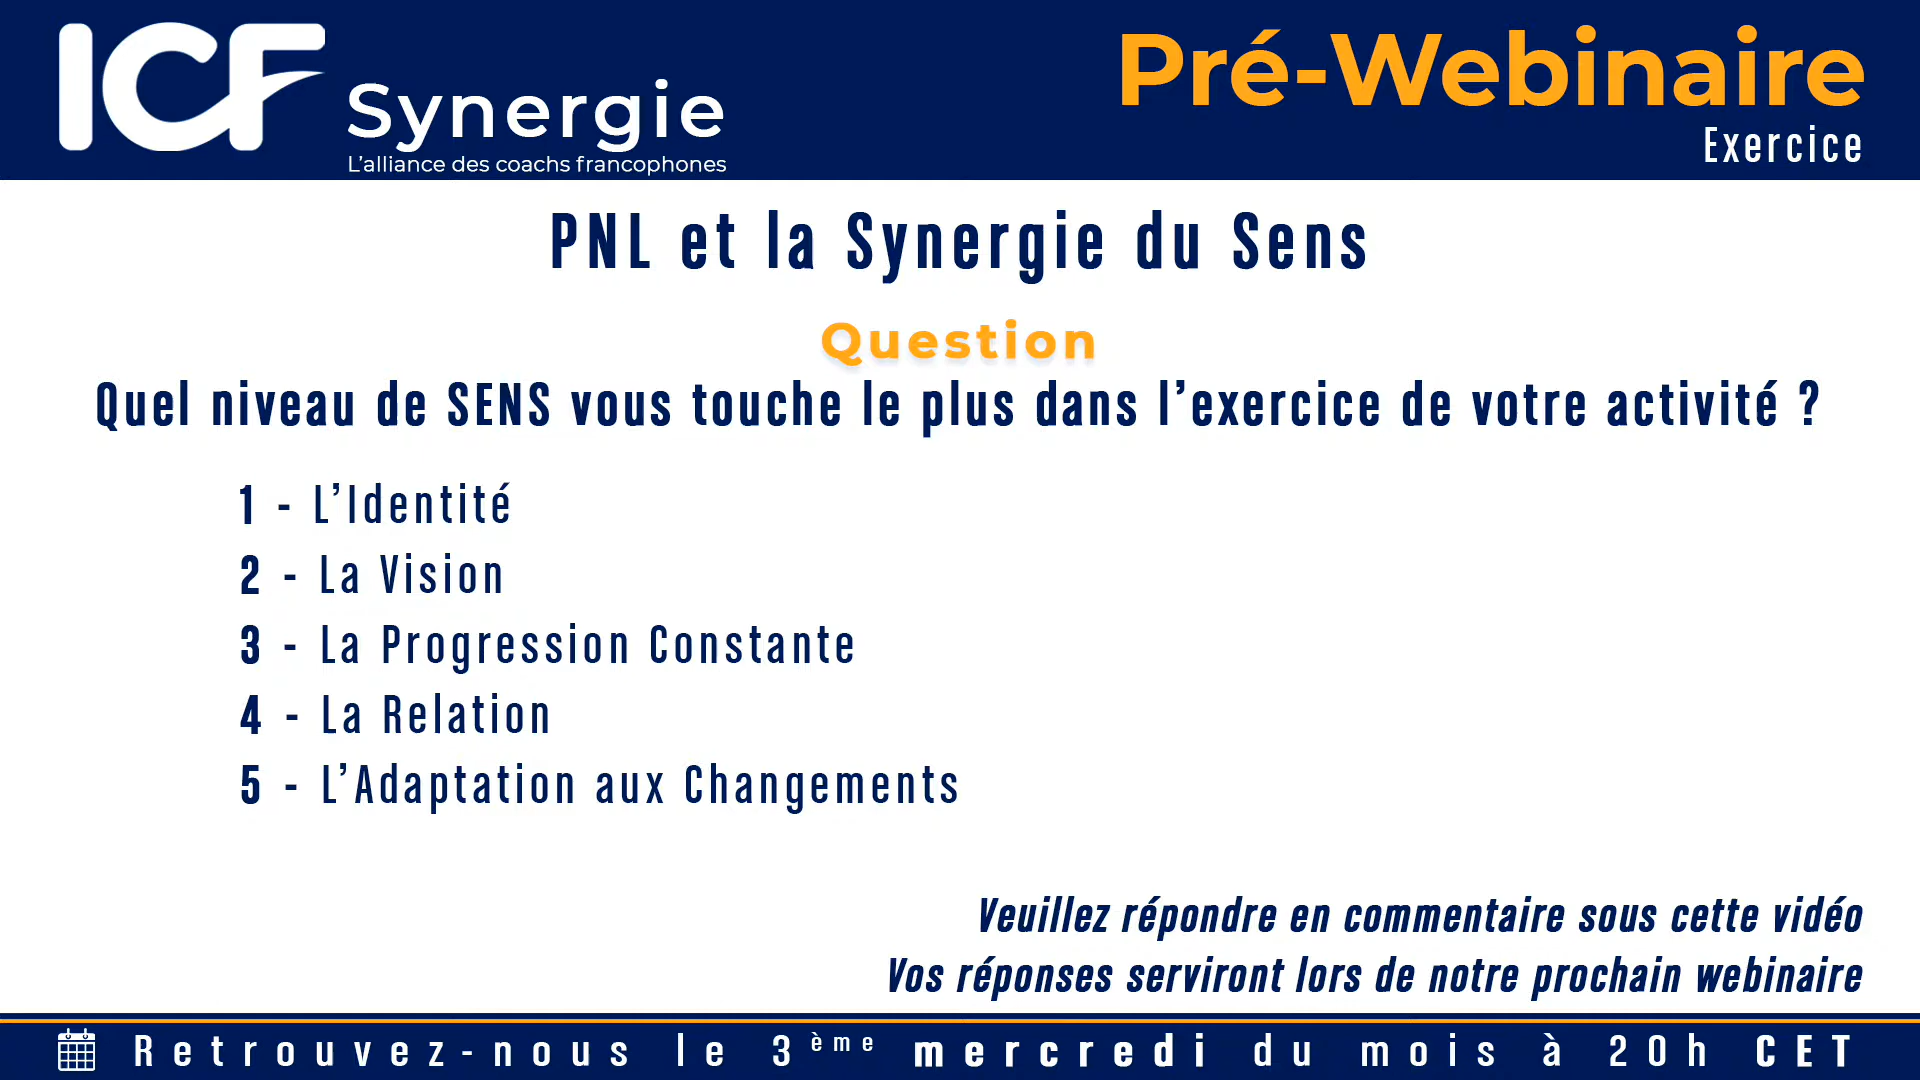 ICF Synergie
L'alliance des coachs francophones
Pré-Webinaire
Exercice
PNL et la Synergie du Sens
Question
Quel niveau de SENS vous touche le plus dans l'exercice de votre activité ?
1 - L'Identité
2 - La Vision
3 - La Progression Constante
4 - La Relation
5 - L'Adaptation aux Changements
Veuillez répondre en commentaire sous cette vidéo
Vos réponses serviront lors de notre prochain webinaire
Retrouvez-nous le 3ème mercredi du mois à 20h CET